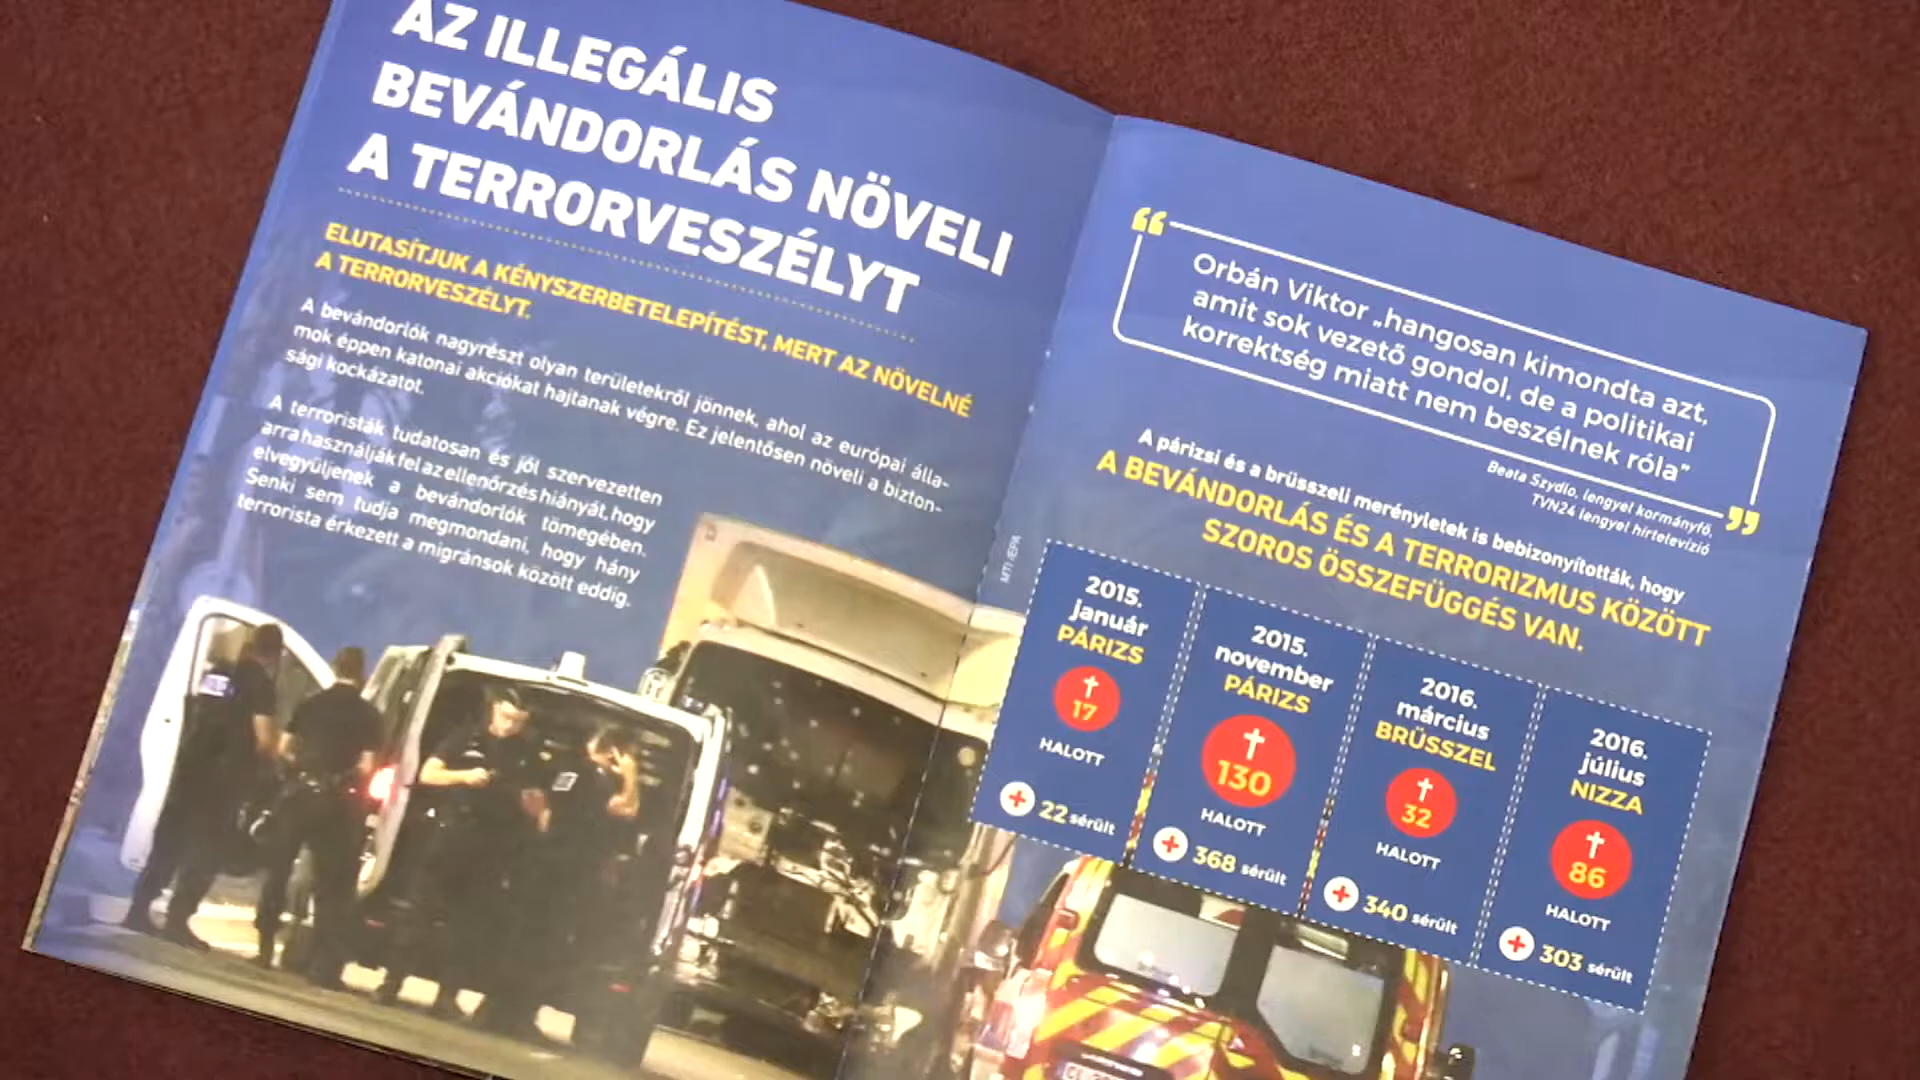 AZ ILLEGÁLIS
BEVÁNDORLÁS NÖVELI
A TERRORVESZÉLYT
ELUTASÍTJUK A KÉNYSZERBETELEPÍTÉST, MERT AZ NÖVELNÉ
A TERRORVESZÉLYT.
A bevándorlók nagyrészt olyan területekről jönnek, ahol az európai álla-
mok éppen katonai akciókat hajtanak végre. Ez jelentősen növeli a bizton-
sági kockázatot.
A terroristák tudatosan és jól szervezetten
arra használják fel az ellenőrzés hiányát, hogy
elvegyüljenek a bevándorlók tömegében.
Senki sem tudja megmondani, hogy hány
terrorista érkezett a migránsok között eddig.
MTI /EPA
“
Orbán Viktor „hangosan kimondta azt,
amit sok vezető gondol, de a politikai
korrektség miatt nem beszélnek róla”
Beata Szydlo, lengyel kormányfő,
TVN24 lengyel hírtelevízió
”
A párizsi és a brüsszeli merényletek is bebizonyították, hogy
A BEVÁNDORLÁS ÉS A TERRORIZMUS KÖZÖTT
SZOROS ÖSSZEFÜGGÉS VAN.
2015.
január
PÁRIZS
17
HALOTT
22 sérült
2015.
november
PÁRIZS
130
HALOTT
368 sérült
2016.
március
BRÜSSZEL
32
HALOTT
340 sérült
2016.
július
NIZZA
86
HALOTT
303 sérült